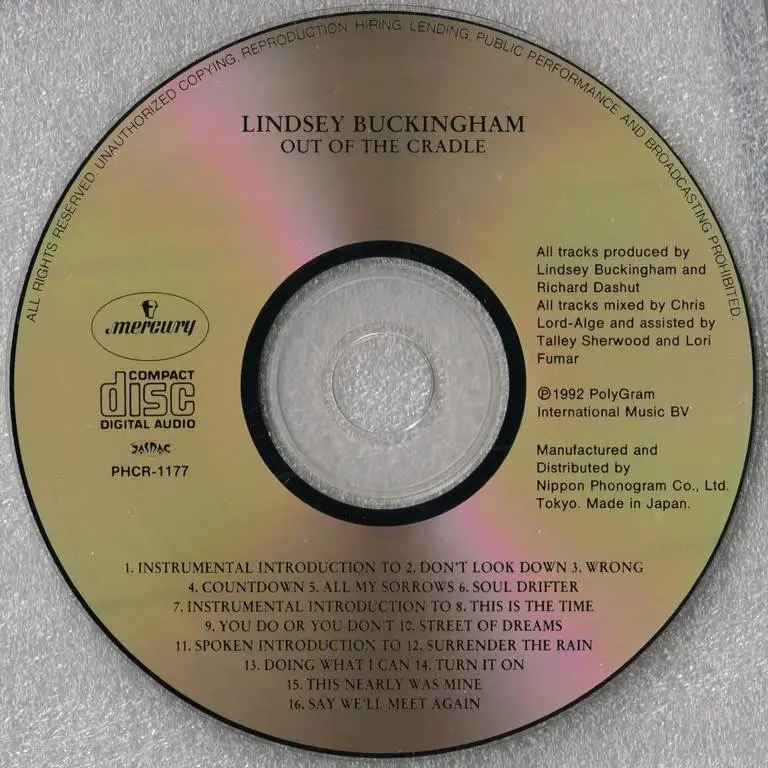 ALL RIGHTS RESERVED. UNAUTHORIZED COPYING, REPRODUCTION HIRING, LENDING, PUBLIC PERFORMANCE AND BROADCASTING PROHIBITED.
LINDSEY BUCKINGHAM
OUT OF THE CRADLE
All tracks produced by
Lindsey Buckingham and
Richard Dashut
All tracks mixed by Chris
Lord-Alge and assisted by
Talley Sherwood and Lori
Fumar
℗1992 PolyGram
International Music BV
Manufactured and
Distributed by
Nippon Phonogram Co., Ltd.
Tokyo. Made in Japan.
mercury
COMPACT
disc
DIGITAL AUDIO
JASRAC
PHCR-1177
1. INSTRUMENTAL INTRODUCTION TO 2. DON'T LOOK DOWN 3. WRONG
4. COUNTDOWN 5. ALL MY SORROWS 6. SOUL DRIFTER
7. INSTRUMENTAL INTRODUCTION TO 8. THIS IS THE TIME
9. YOU DO OR YOU DON'T 10. STREET OF DREAMS
11. SPOKEN INTRODUCTION TO 12. SURRENDER THE RAIN
13. DOING WHAT I CAN 14. TURN IT ON
15. THIS NEARLY WAS MINE
16. SAY WE'LL MEET AGAIN